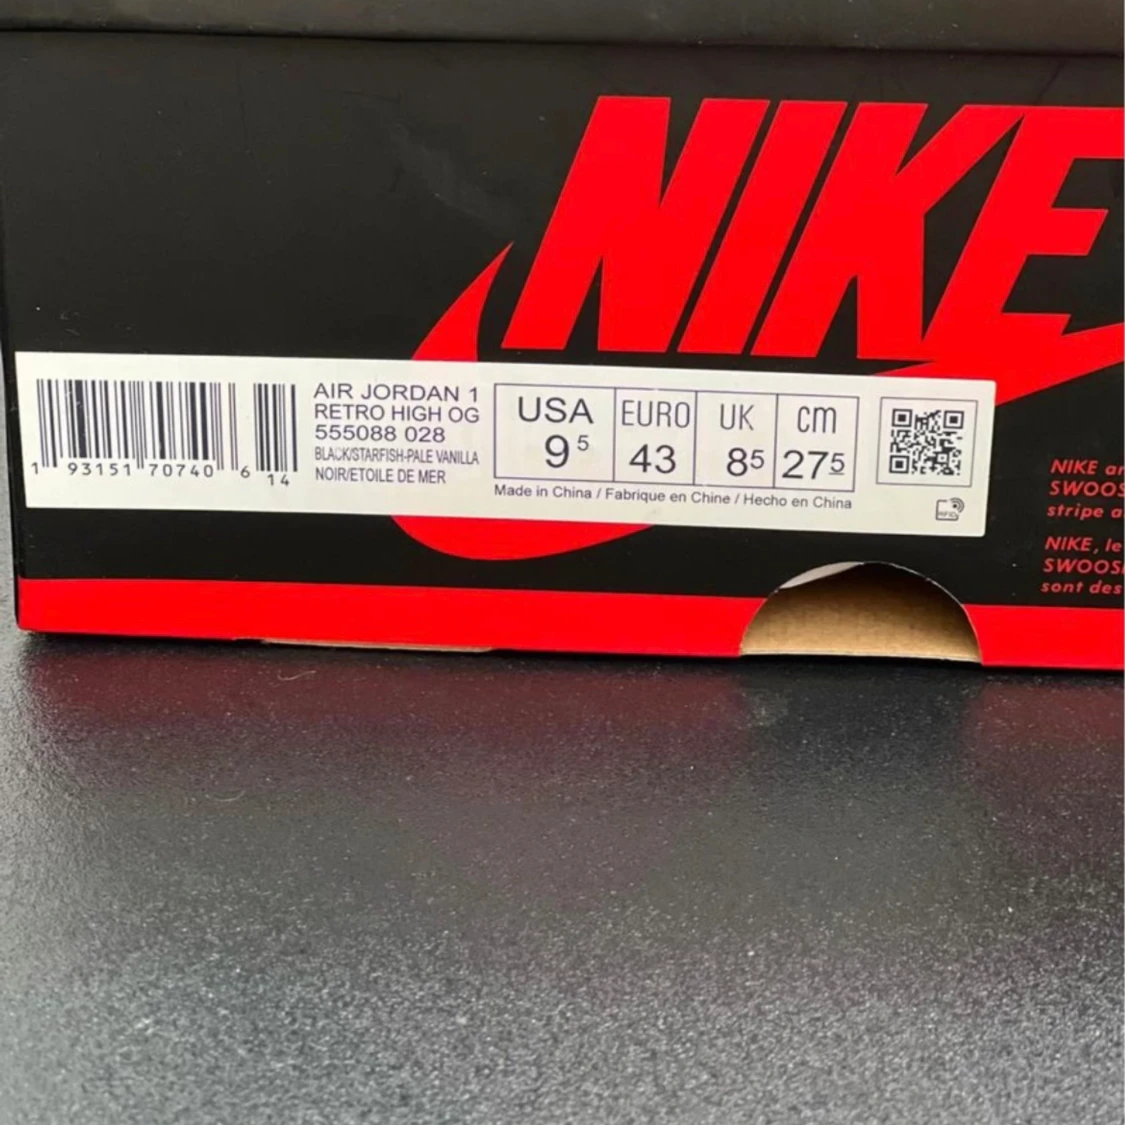 NIKE
AIR JORDAN 1
RETRO HIGH OG
555088 028
BLACK/STARFISH-PALE VANILLA
NOIR/ETOILE DE MER
1 93151 70740 6 14
USA EURO UK cm
9 5 43 8 5 27 5
Made in China / Fabrique en Chine / Hecho en China
RFID
NIKE
SWOOS
stripe a
NIKE, le
SWOOS
sont des